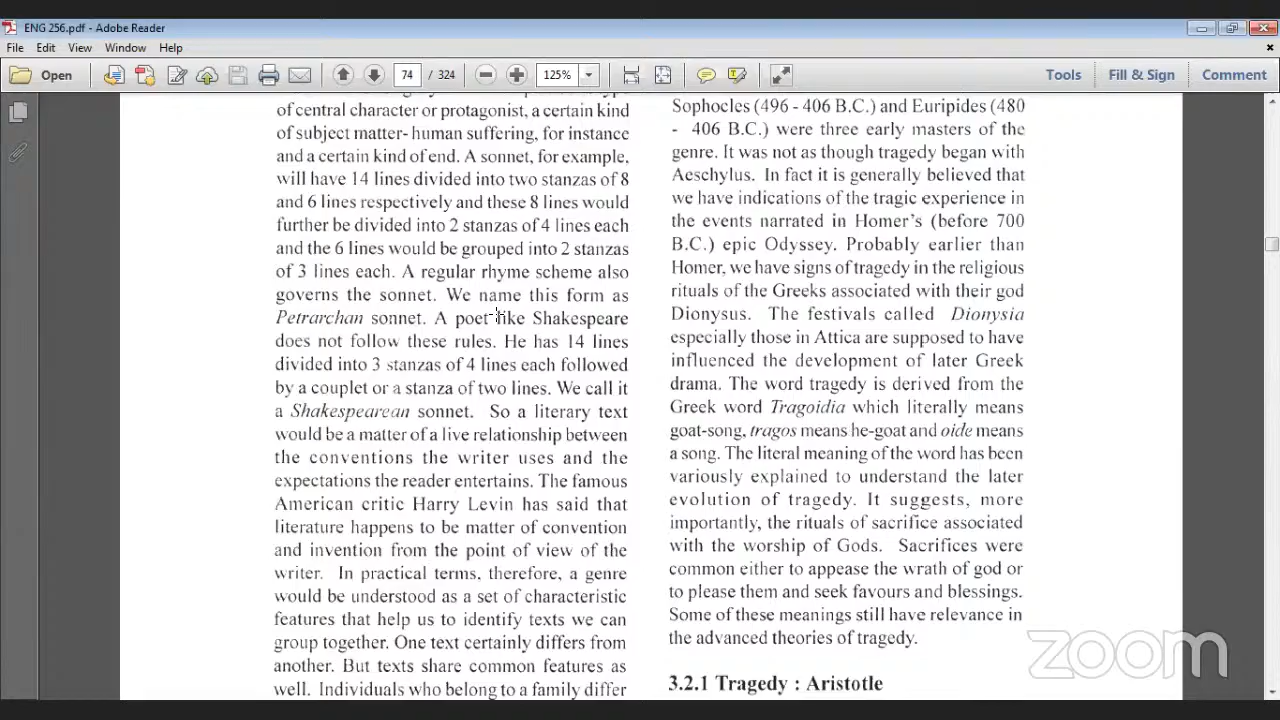 ENG 256.pdf - Adobe Reader
File Edit View Window Help
Open 74 / 324 125% Tools Fill & Sign Comment
of central character or protagonist, a certain kind
of subject matter- human suffering, for instance
and a certain kind of end. A sonnet, for example,
will have 14 lines divided into two stanzas of 8
and 6 lines respectively and these 8 lines would
further be divided into 2 stanzas of 4 lines each
and the 6 lines would be grouped into 2 stanzas
of 3 lines each. A regular rhyme scheme also
governs the sonnet. We name this form as
Petrarchan sonnet. A poet like Shakespeare
does not follow these rules. He has 14 lines
divided into 3 stanzas of 4 lines each followed
by a couplet or a stanza of two lines. We call it
a Shakespearean sonnet. So a literary text
would be a matter of a live relationship between
the conventions the writer uses and the
expectations the reader entertains. The famous
American critic Harry Levin has said that
literature happens to be matter of convention
and invention from the point of view of the
writer. In practical terms, therefore, a genre
would be understood as a set of characteristic
features that help us to identify texts we can
group together. One text certainly differs from
another. But texts share common features as
well. Individuals who belong to a family differ
Sophocles (496 - 406 B.C.) and Euripides (480
- 406 B.C.) were three early masters of the
genre. It was not as though tragedy began with
Aeschylus. In fact it is generally believed that
we have indications of the tragic experience in
the events narrated in Homer's (before 700
B.C.) epic Odyssey. Probably earlier than
Homer, we have signs of tragedy in the religious
rituals of the Greeks associated with their god
Dionysus. The festivals called Dionysia
especially those in Attica are supposed to have
influenced the development of later Greek
drama. The word tragedy is derived from the
Greek word Tragoidia which literally means
goat-song, tragos means he-goat and oide means
a song. The literal meaning of the word has been
variously explained to understand the later
evolution of tragedy. It suggests, more
importantly, the rituals of sacrifice associated
with the worship of Gods. Sacrifices were
common either to appease the wrath of god or
to please them and seek favours and blessings.
Some of these meanings still have relevance in
the advanced theories of tragedy.
3.2.1 Tragedy : Aristotle
zoom